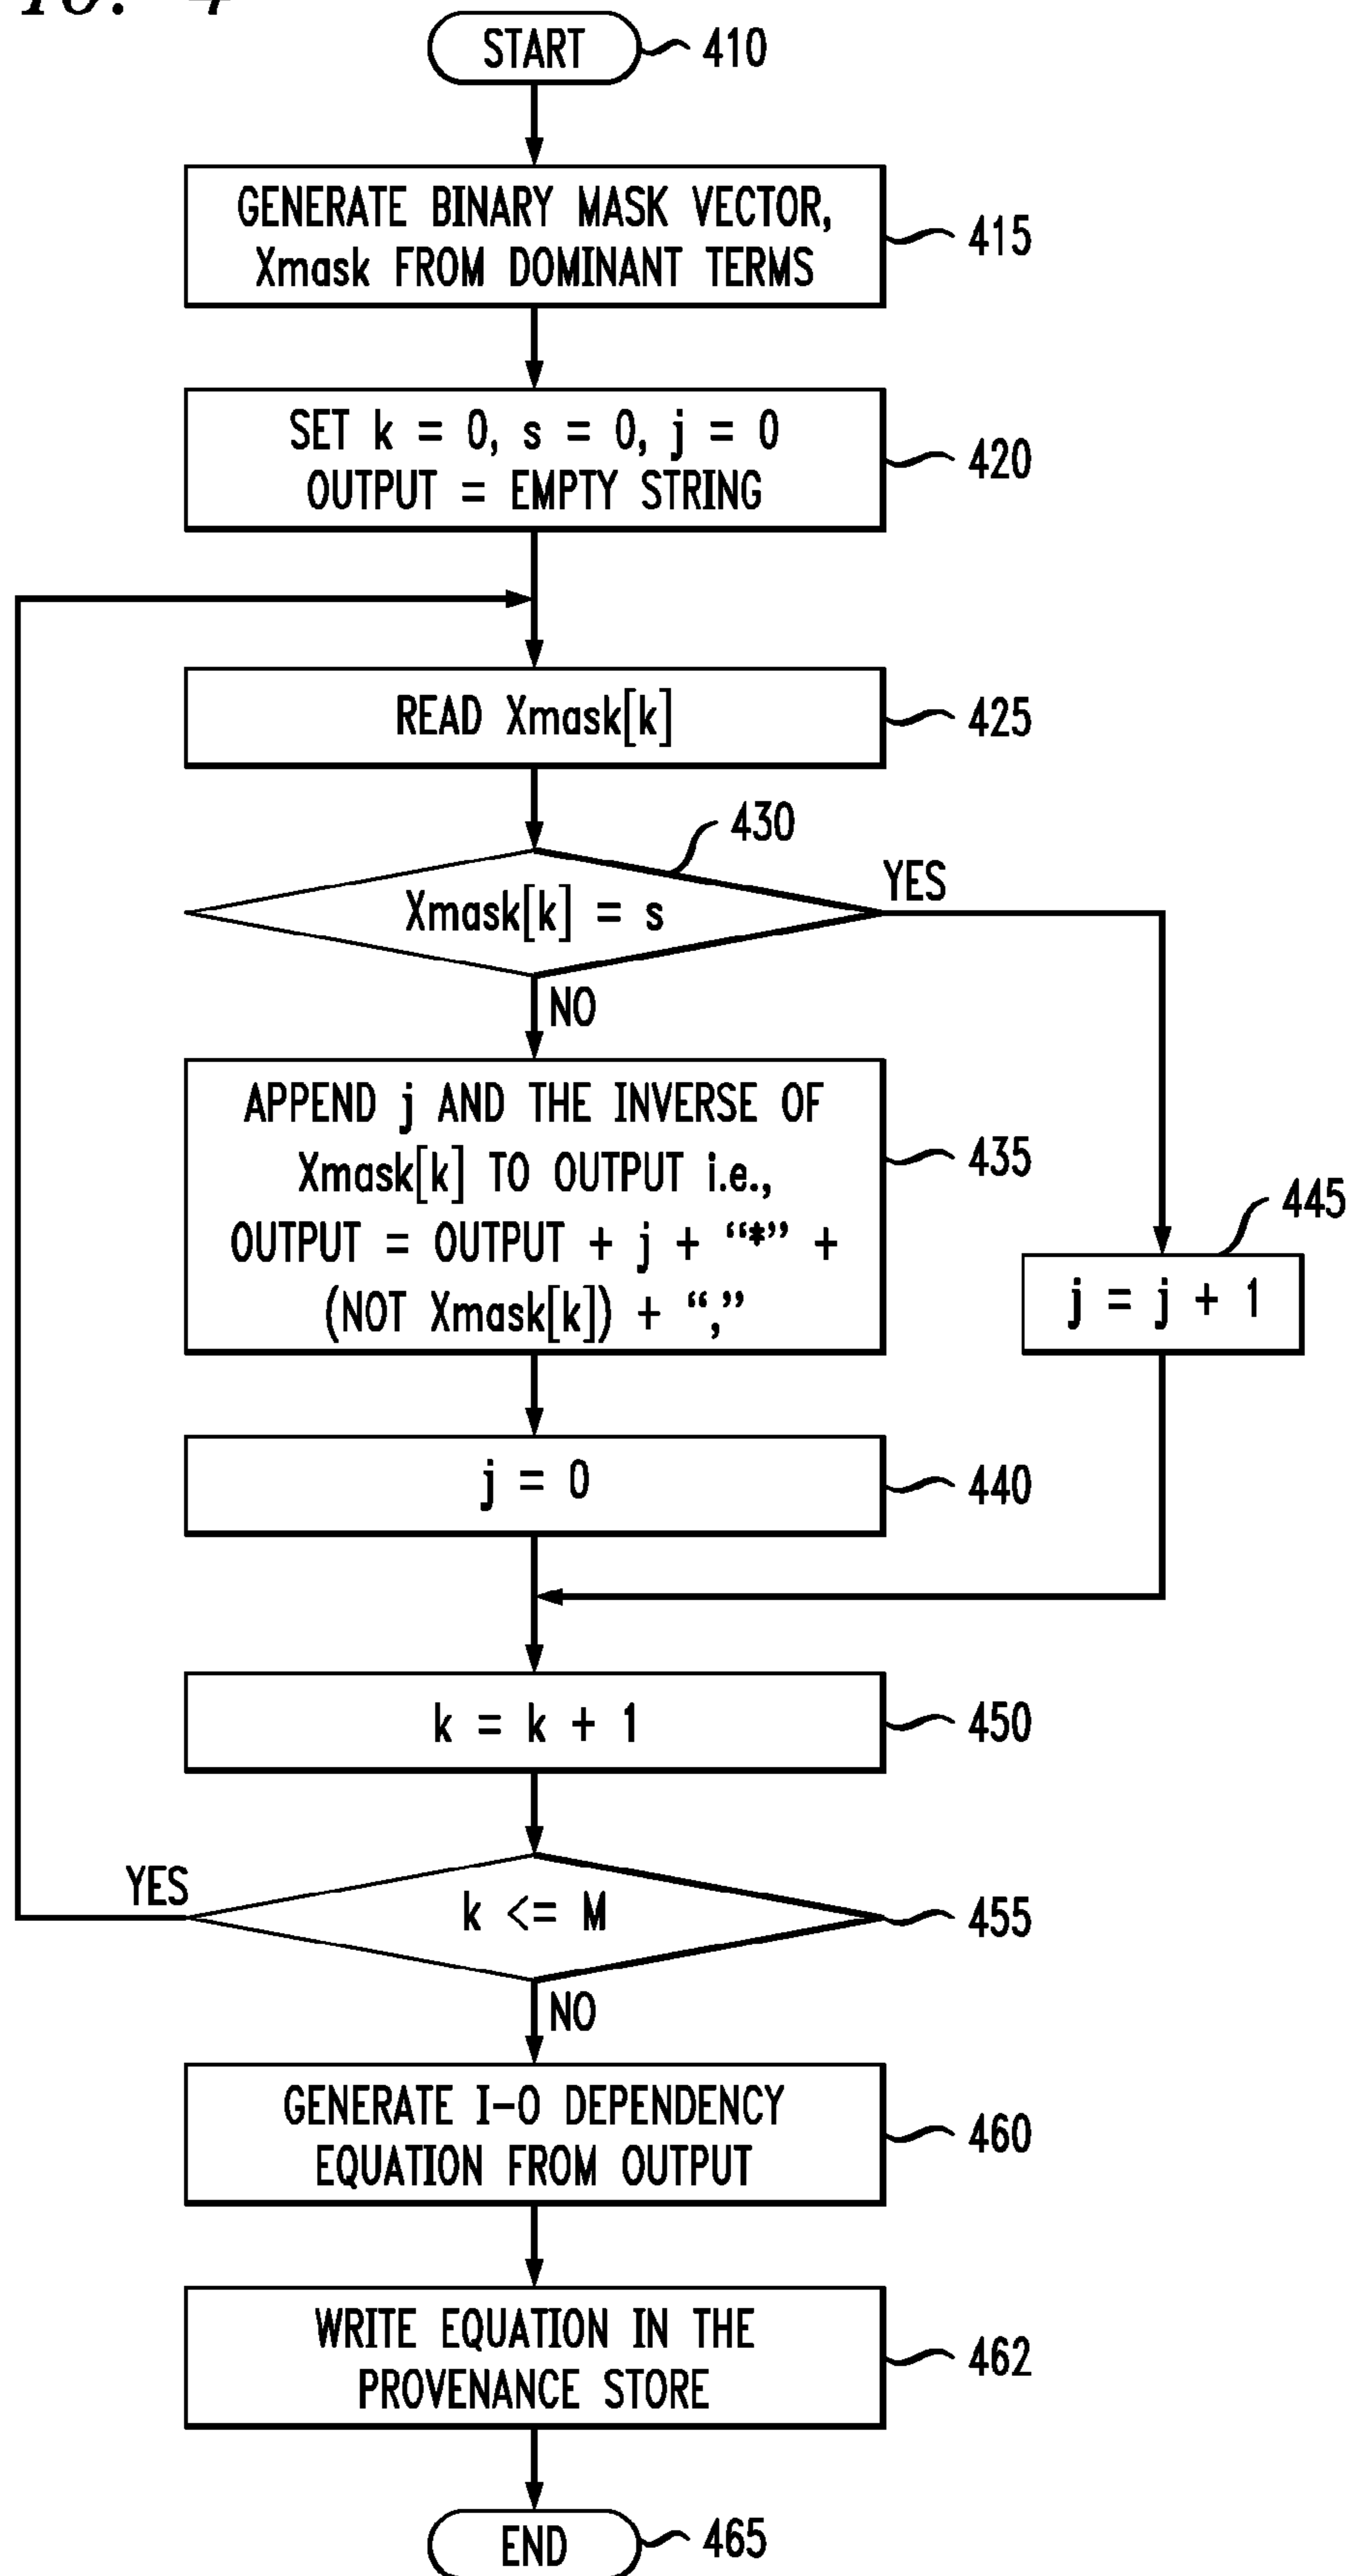 START
410
GENERATE BINARY MASK VECTOR,
Xmask FROM DOMINANT TERMS
415
SET k = 0, s = 0, j = 0
OUTPUT = EMPTY STRING
420
READ Xmask[k]
425
430
Xmask[k] = s
YES
NO
APPEND j AND THE INVERSE OF
Xmask[k] TO OUTPUT i.e.,
OUTPUT = OUTPUT + j + “*” +
(NOT Xmask[k]) + “,”
435
445
j = j + 1
j = 0
440
k = k + 1
450
YES
k <= M
455
NO
GENERATE I-O DEPENDENCY
EQUATION FROM OUTPUT
460
WRITE EQUATION IN THE
PROVENANCE STORE
462
END
465